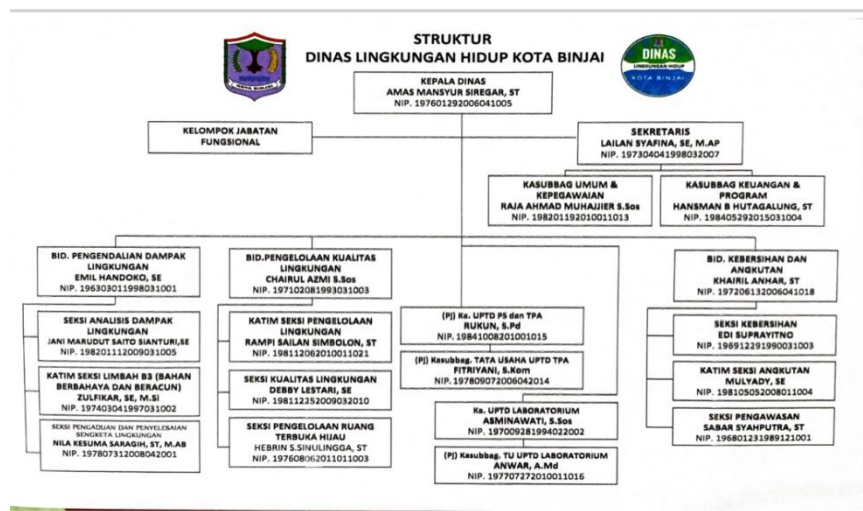 STRUKTUR
DINAS LINGKUNGAN HIDUP KOTA BINJAI
DINAS
LINGKUNGAN HIDUP
KOTA BINJAI
KEPALA DINAS
AMAS MANSYUR SIREGAR, ST
NIP. 197601292006041005
KELOMPOK JABATAN
FUNGSIONAL
SEKRETARIS
LAILAN SYAFINA, SE, M.AP
NIP. 197304041998032007
KASUBBAG UMUM &
KEPEGAWAIAN
RAJA AHMAD MUHAJJIER S.Sos
NIP. 198201192010011013
KASUBBAG KEUANGAN &
PROGRAM
HANSMAN B HUTAGALUNG, ST
NIP. 198405292015031004
BID. PENGENDALIAN DAMPAK
LINGKUNGAN
EMIL HANDOKO, SE
NIP. 196303011998031001
SEKSI ANALISIS DAMPAK
LINGKUNGAN
JANI MARUDUT SAITO SIANTURI,SE
NIP. 198201112009031005
KATIM SEKSI LIMBAH B3 (BAHAN
BERBAHAYA DAN BERACUN)
ZULFIKAR, SE, M.Si
NIP. 197403041997031002
SEKSI PENGADUAN DAN PENYELESAIAN
SENGKETA LINGKUNGAN
NILA KESUMA SARAGIH, ST, M.AB
NIP. 197807312008042001
BID.PENGELOLAAN KUALITAS
LINGKUNGAN
CHAIRUL AZMI S.Sos
NIP. 197102081993031003
KATIM SEKSI PENGELOLAAN
LINGKUNGAN
RAMPI SAILAN SIMBOLON, ST
NIP. 198112062010011021
SEKSI KUALITAS LINGKUNGAN
DEBBY LESTARI, SE
NIP. 198112252009032010
SEKSI PENGELOLAAN RUANG
TERBUKA HIJAU
HEBRIN S.SINULINGGA, ST
NIP. 197608062011011003
(Pj) Ka. UPTD PS dan TPA
RUKUN, S.Pd
NIP. 198410082010010​15
(Pj) Kasubbag. TATA USAHA UPTD TPA
FITRIYANI, S.Kom
NIP. 197809072006042014
Ka. UPTD LABORATORIUM
ASMINAWATI, S.Sos
NIP. 197009281994022002
(Pj) Kasubbag. TU UPTD LABORATORIUM
ANWAR, A.Md
NIP. 197707272010011016
BID. KEBERSIHAN DAN
ANGKUTAN
KHAIRIL ANHAR, ST
NIP. 197206132006041018
SEKSI KEBERSIHAN
EDI SUPRAYITNO
NIP. 196912291990031003
KATIM SEKSI ANGKUTAN
MULYADY, SE
NIP. 198105052008011004
SEKSI PENGAWASAN
SABAR SYAHPUTRA, ST
NIP. 196801231989121001